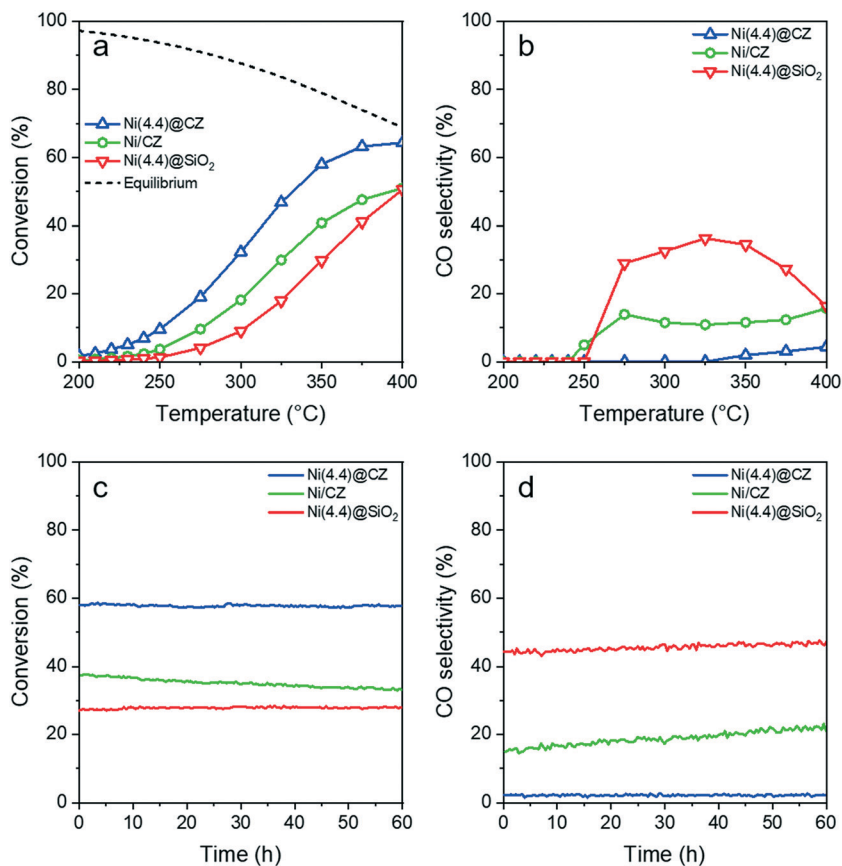 a
Conversion (%)
100
80
60
40
20
0
Ni(4.4)@CZ
Ni/CZ
Ni(4.4)@SiO₂
Equilibrium
200
250
300
350
400
Temperature (°C)
b
CO selectivity (%)
100
80
60
40
20
0
Ni(4.4)@CZ
Ni/CZ
Ni(4.4)@SiO₂
200
250
300
350
400
Temperature (°C)
c
Conversion (%)
100
80
60
40
20
0
Ni(4.4)@CZ
Ni/CZ
Ni(4.4)@SiO₂
0
10
20
30
40
50
60
Time (h)
d
CO selectivity (%)
100
80
60
40
20
0
Ni(4.4)@CZ
Ni/CZ
Ni(4.4)@SiO₂
0
10
20
30
40
50
60
Time (h)